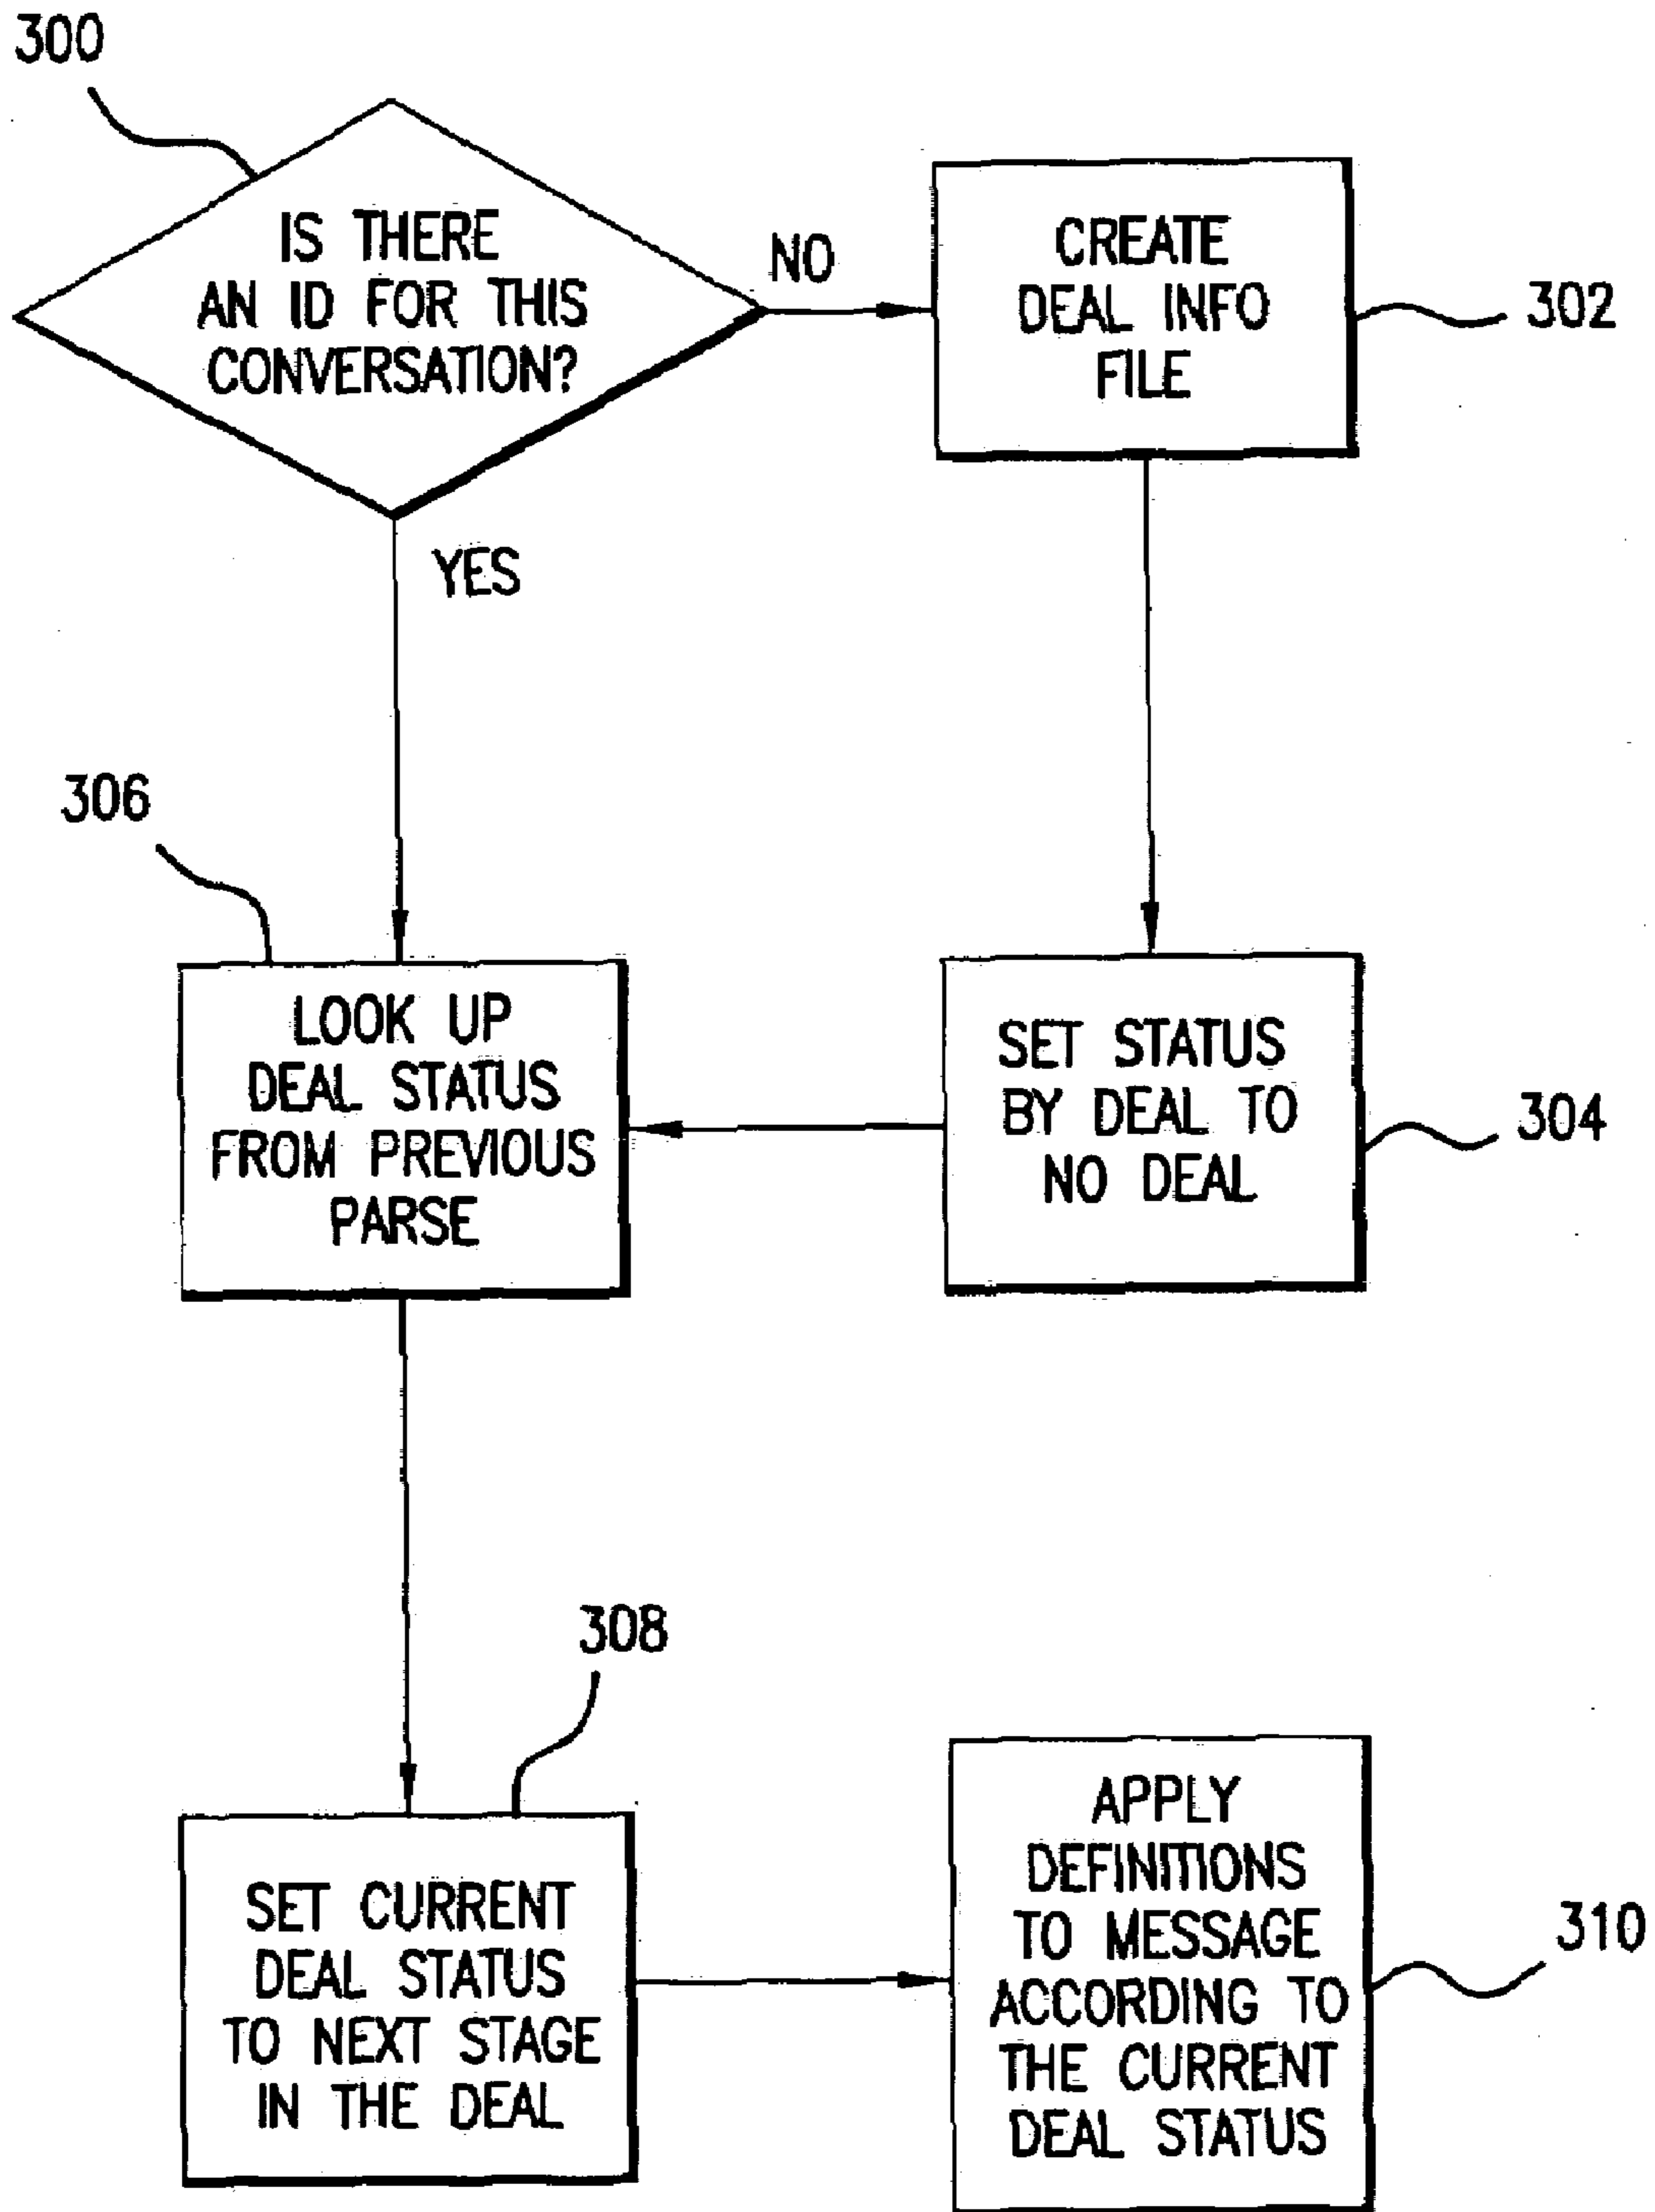 300
IS THERE
AN ID FOR THIS
CONVERSATION?
NO
CREATE
DEAL INFO
FILE
302
YES
306
LOOK UP
DEAL STATUS
FROM PREVIOUS
PARSE
SET STATUS
BY DEAL TO
NO DEAL
304
308
SET CURRENT
DEAL STATUS
TO NEXT STAGE
IN THE DEAL
APPLY
DEFINITIONS
TO MESSAGE
ACCORDING TO
THE CURRENT
DEAL STATUS
310